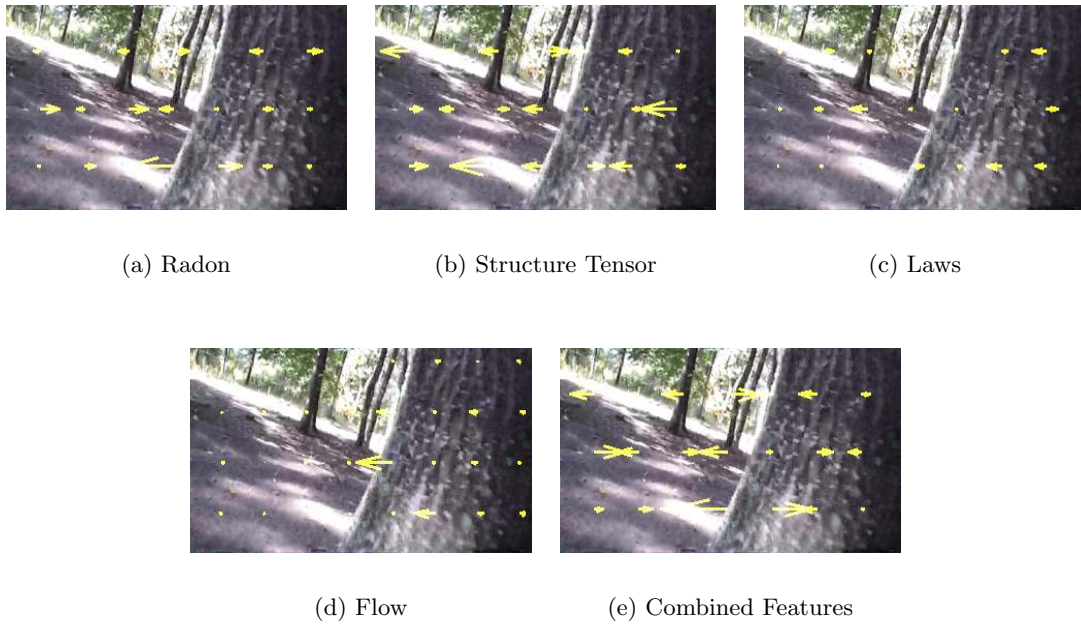 (a) Radon
(b) Structure Tensor
(c) Laws
(d) Flow
(e) Combined Features